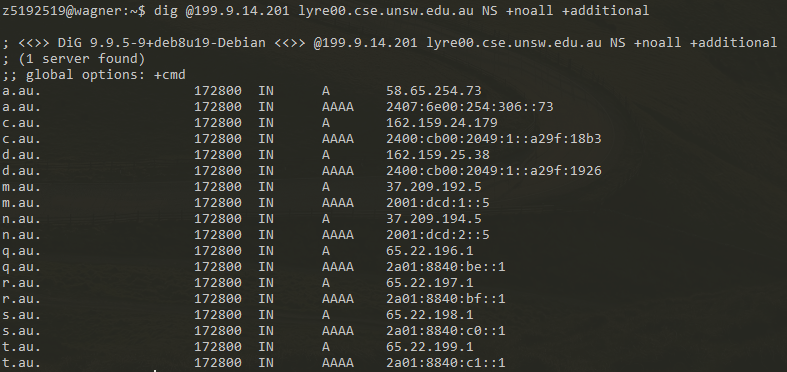 z5192519@wagner:~$ dig @199.9.14.201 lyre00.cse.unsw.edu.au NS +noall +additional
; <<>> DiG 9.9.5-9+deb8u19-Debian <<>> @199.9.14.201 lyre00.cse.unsw.edu.au NS +noall +additional
; (1 server found)
;; global options: +cmd
a.au. 172800 IN A 58.65.254.73
a.au. 172800 IN AAAA 2407:6e00:254:306::73
c.au. 172800 IN A 162.159.24.179
c.au. 172800 IN AAAA 2400:cb00:2049:1::a29f:18b3
d.au. 172800 IN A 162.159.25.38
d.au. 172800 IN AAAA 2400:cb00:2049:1::a29f:1926
m.au. 172800 IN A 37.209.192.5
m.au. 172800 IN AAAA 2001:dcd:1::5
n.au. 172800 IN A 37.209.194.5
n.au. 172800 IN AAAA 2001:dcd:2::5
q.au. 172800 IN A 65.22.196.1
q.au. 172800 IN AAAA 2a01:8840:be::1
r.au. 172800 IN A 65.22.197.1
r.au. 172800 IN AAAA 2a01:8840:bf::1
s.au. 172800 IN A 65.22.198.1
s.au. 172800 IN AAAA 2a01:8840:c0::1
t.au. 172800 IN A 65.22.199.1
t.au. 172800 IN AAAA 2a01:8840:c1::1